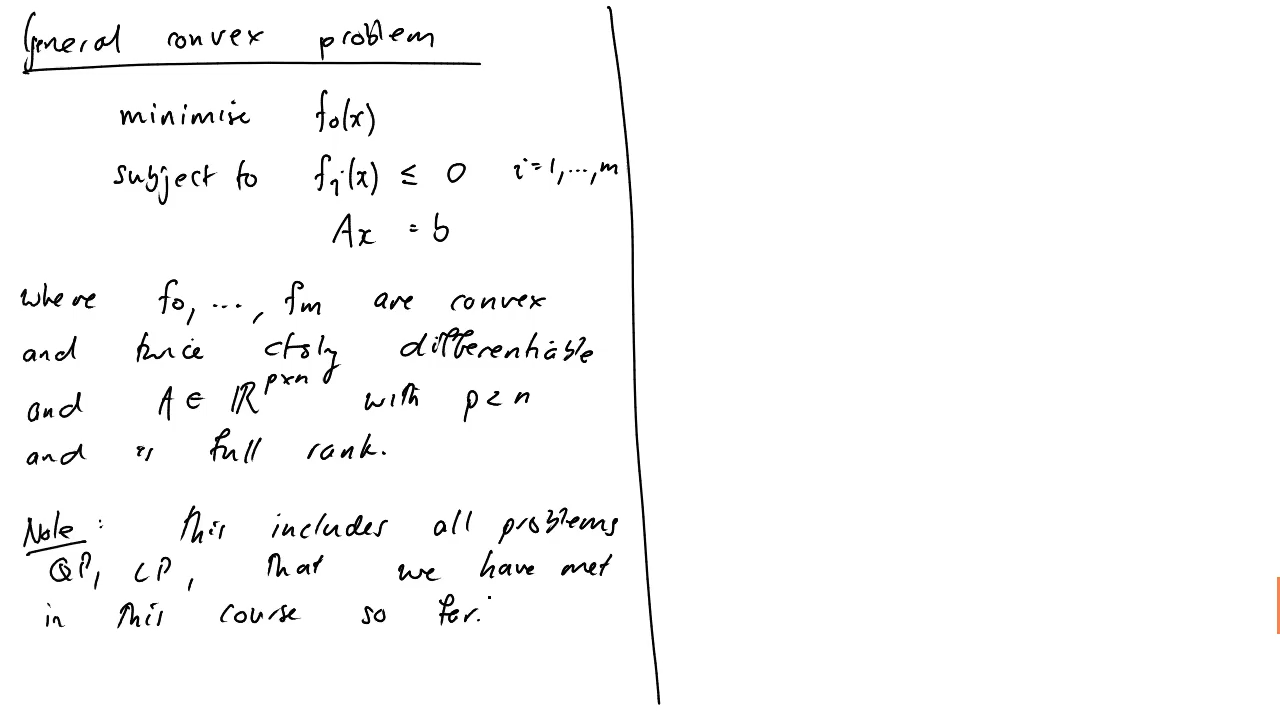 General convex problem
minimise f₀(x)
subject to fᵢ(x) ≤ 0 i=1,...,m
Ax = b
where f₀, ..., fₘ are convex
and twice ctsly differentiable
and A ∈ ℝ^{p×n} with p < n
and is full rank.
Note: this includes all problems
QP, LP, that we have met
in this course so far.